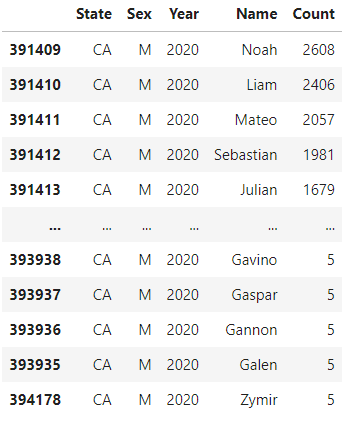 State Sex Year Name Count
391409 CA M 2020 Noah 2608
391410 CA M 2020 Liam 2406
391411 CA M 2020 Mateo 2057
391412 CA M 2020 Sebastian 1981
391413 CA M 2020 Julian 1679
... ... ... ... ... ...
393938 CA M 2020 Gavino 5
393937 CA M 2020 Gaspar 5
393936 CA M 2020 Gannon 5
393935 CA M 2020 Galen 5
394178 CA M 2020 Zymir 5